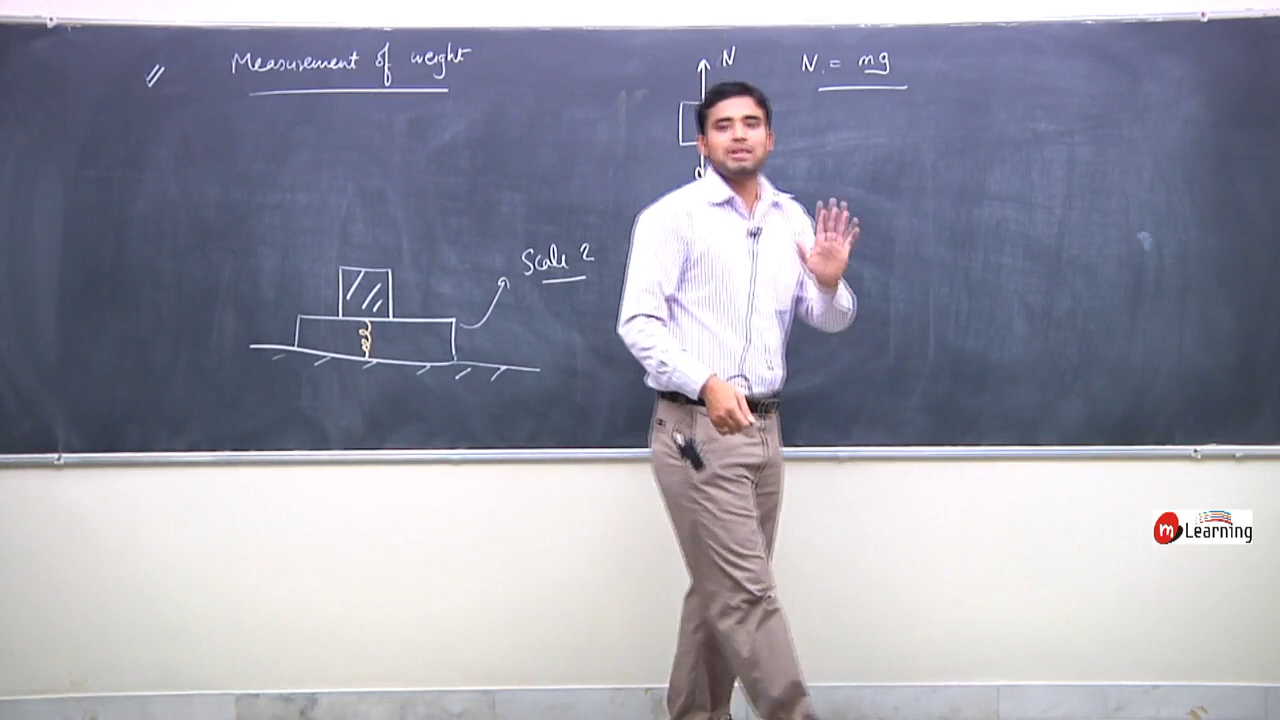 Measurement of weight
N
N = mg
Scale 2
m Learning